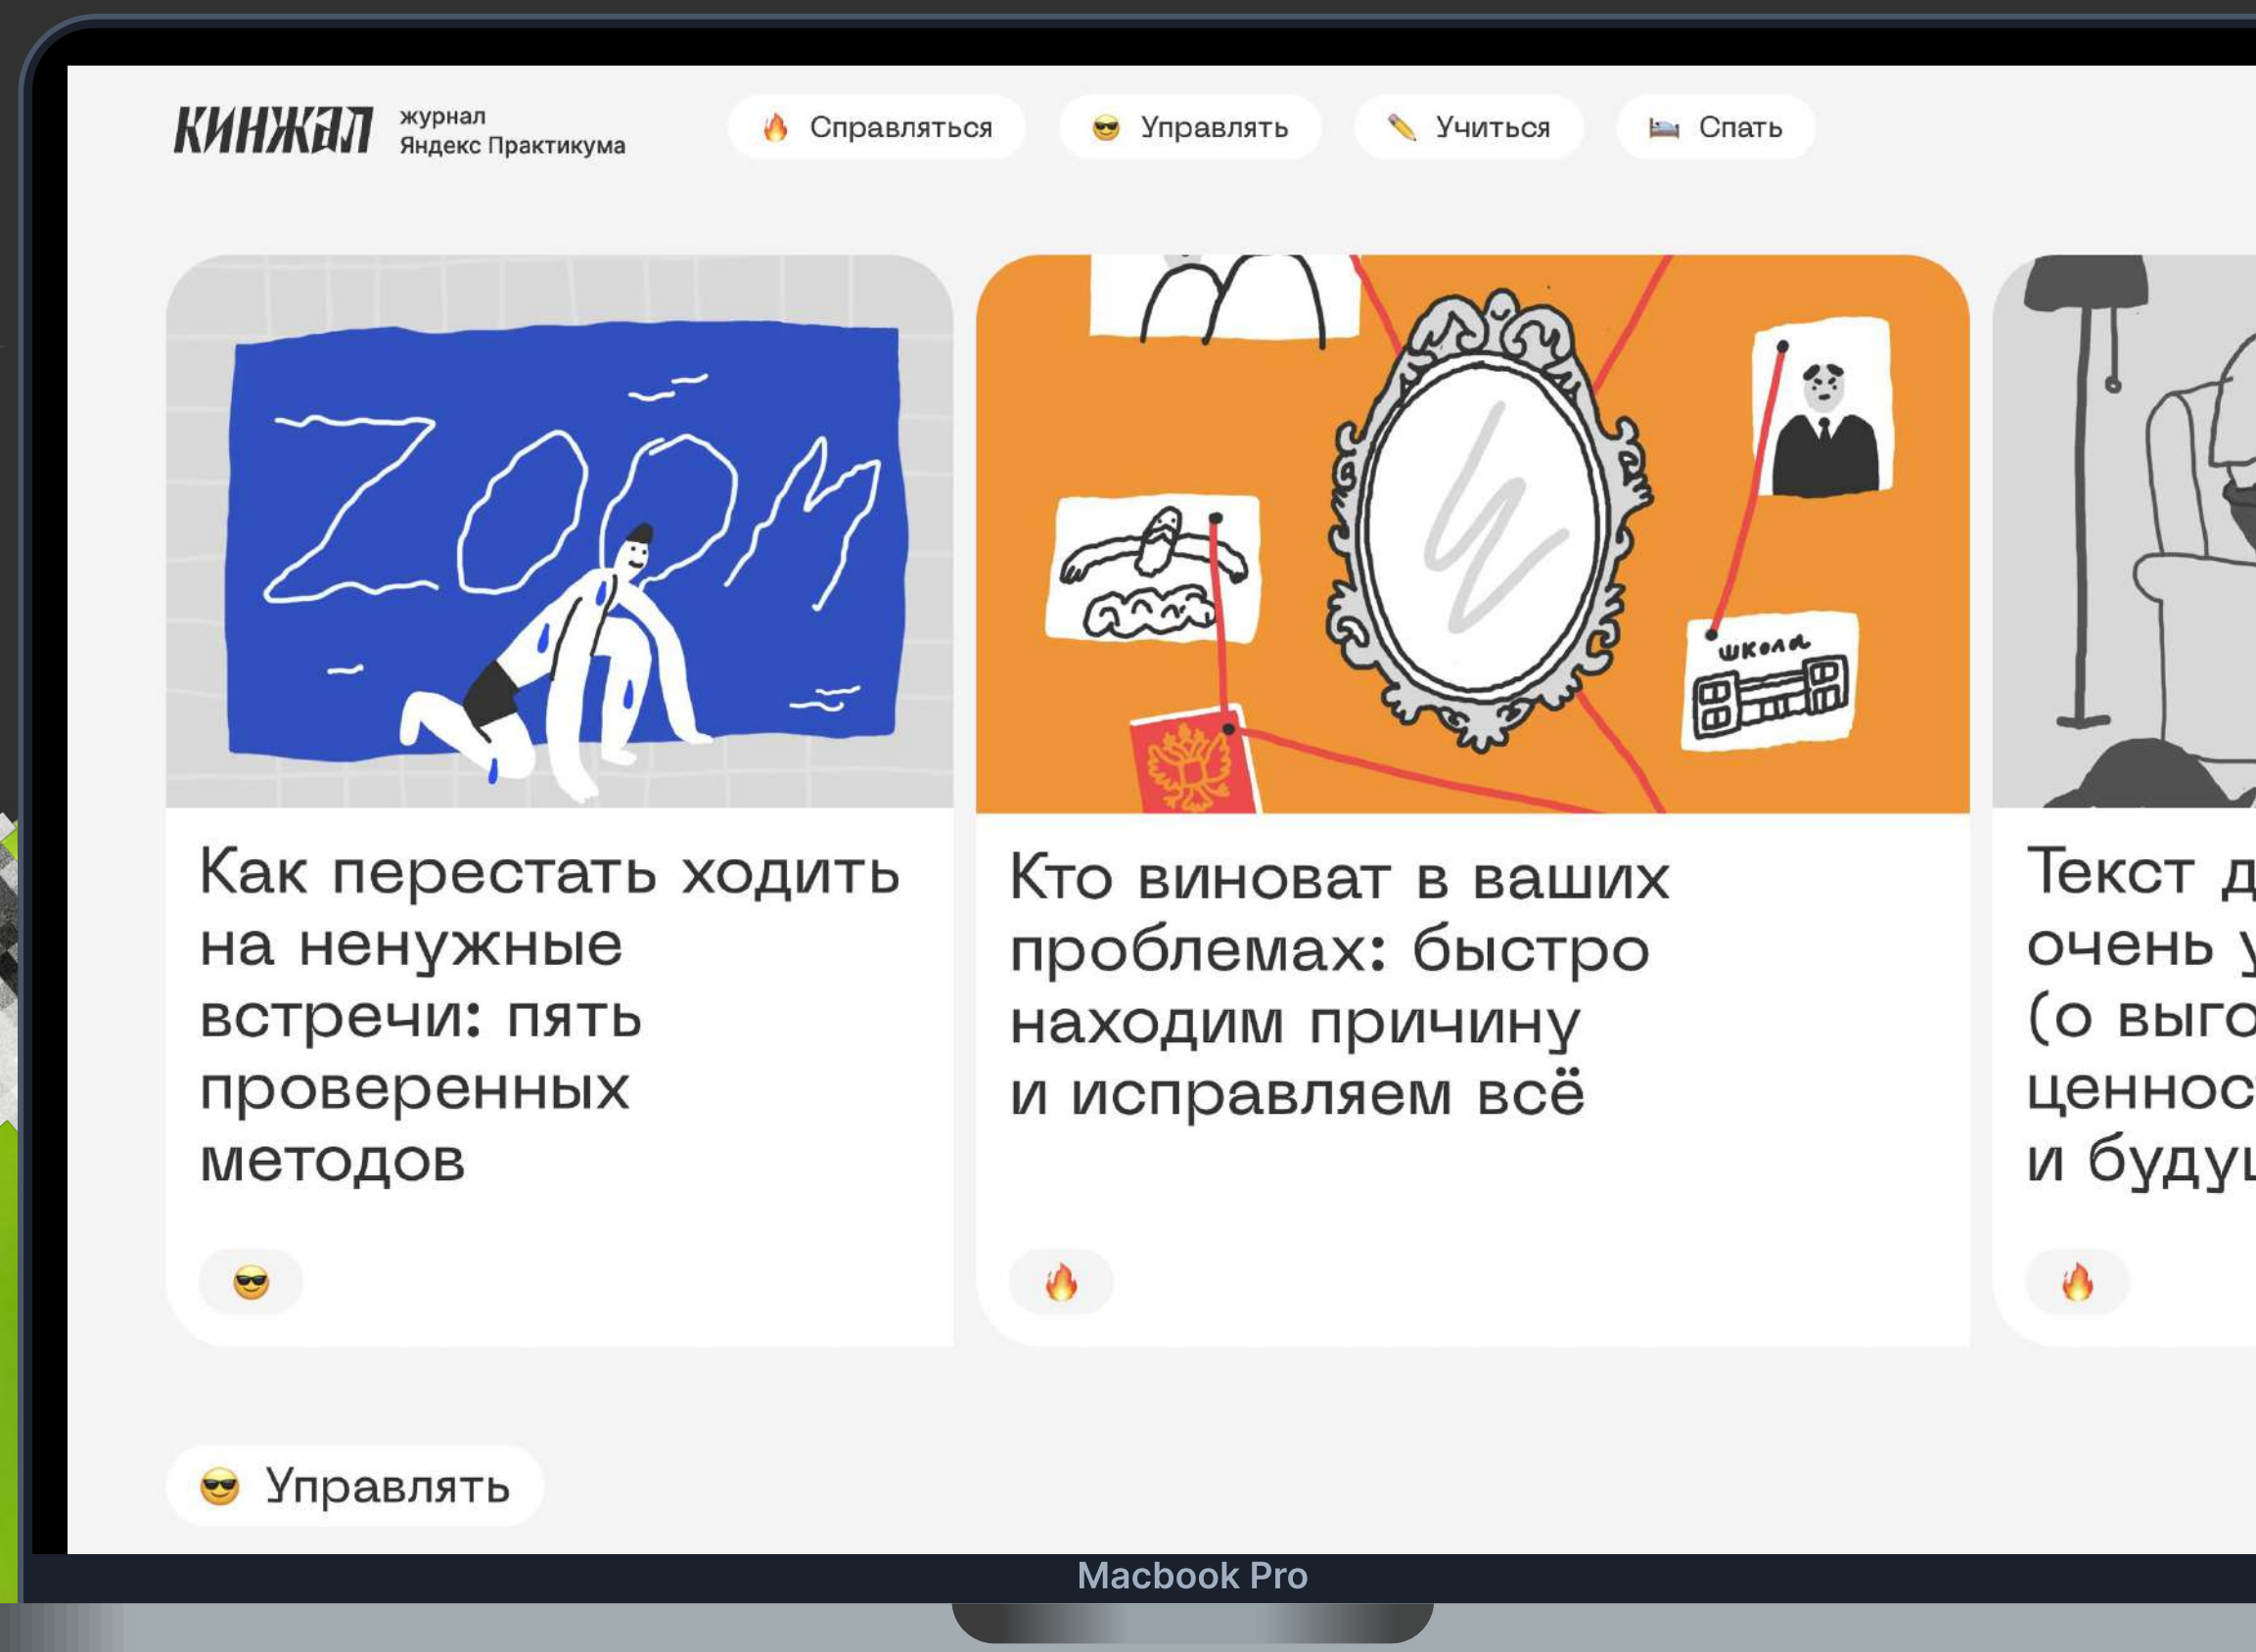 кинжал
журнал
Яндекс Практикума
Справляться
Управлять
Учиться
Спать
ZOOM
школа
Как перестать ходить
на ненужные
встречи: пять
проверенных
методов
Кто виноват в ваших
проблемах: быстро
находим причину
и исправляем всё
Текст
очень
(о
и
Управлять
Macbook Pro